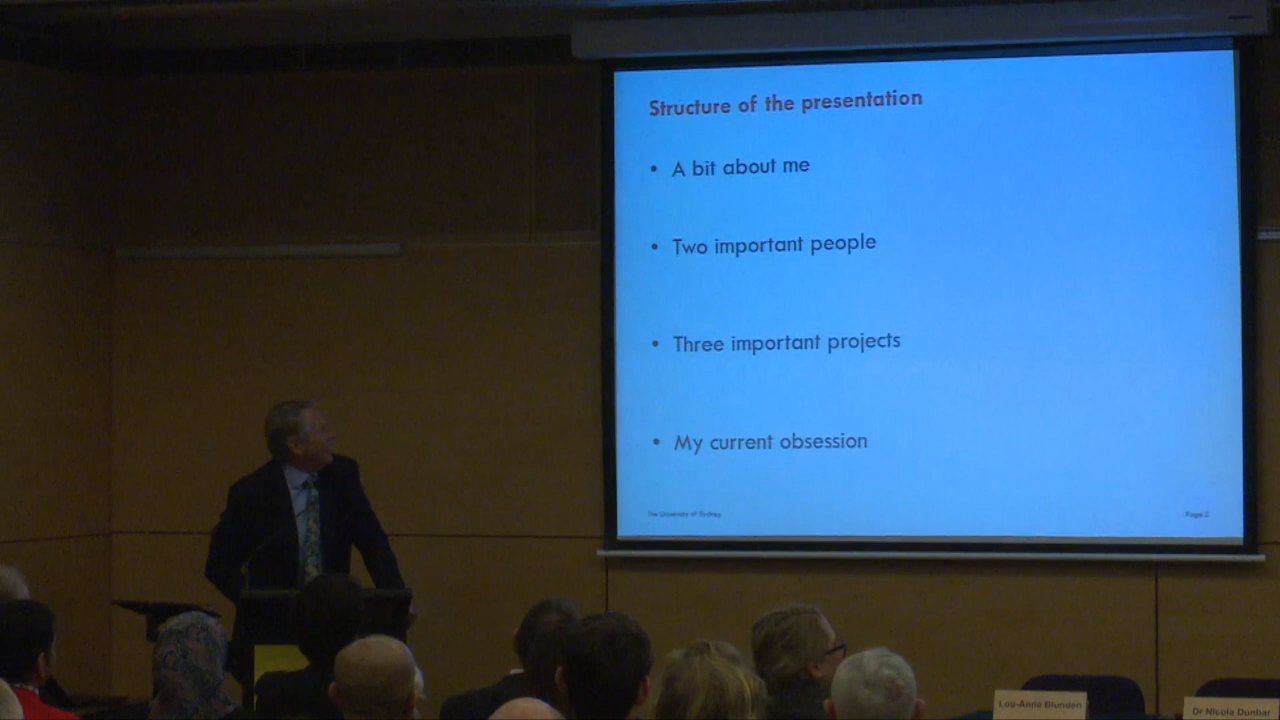 Structure of the presentation
• A bit about me
• Two important people
• Three important projects
• My current obsession
The University of Sydney
Page 2
Lou-Anne Blunden
Dr Nicola Dunbar